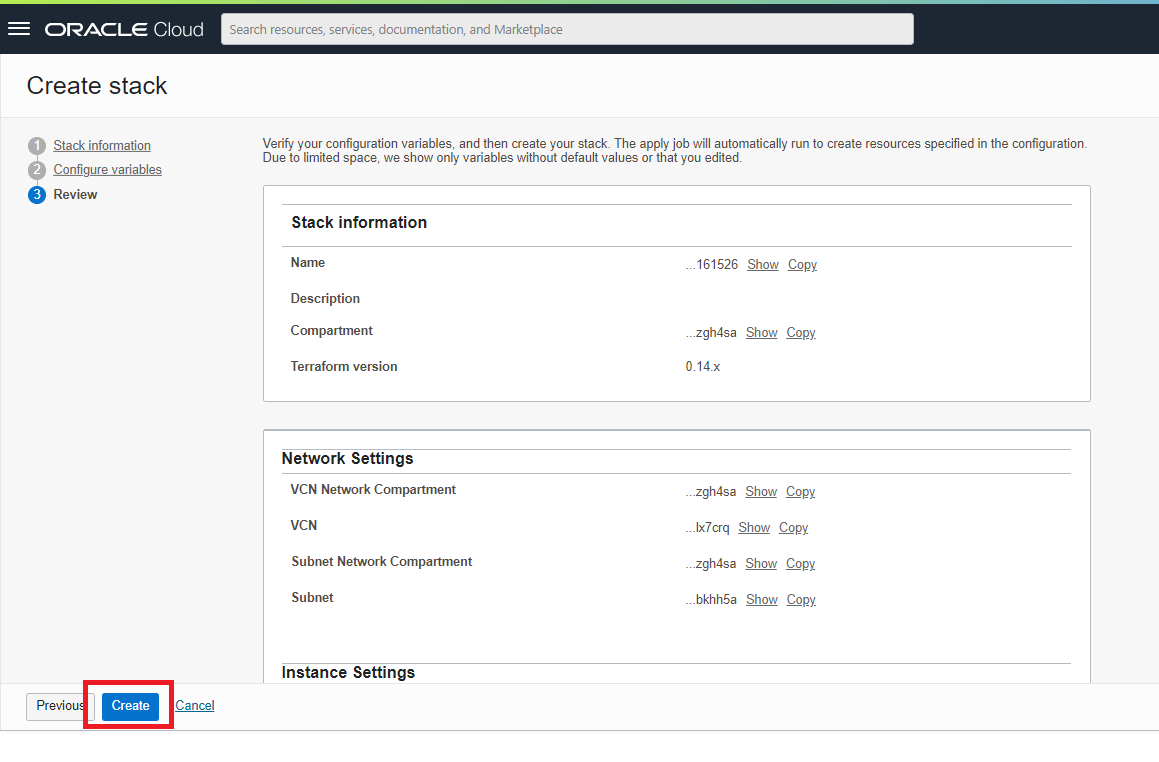 ORACLE Cloud
Search resources, services, documentation, and Marketplace
Create stack
1 Stack information
2 Configure variables
3 Review
Verify your configuration variables, and then create your stack. The apply job will automatically run to create resources specified in the configuration.
Due to limited space, we show only variables without default values or that you edited.
Stack information
Name ...161526 Show Copy
Description
Compartment ...zgh4sa Show Copy
Terraform version 0.14.x
Network Settings
VCN Network Compartment ...zgh4sa Show Copy
VCN ...lx7crq Show Copy
Subnet Network Compartment ...zgh4sa Show Copy
Subnet ...bkhh5a Show Copy
Instance Settings
Previous Create Cancel